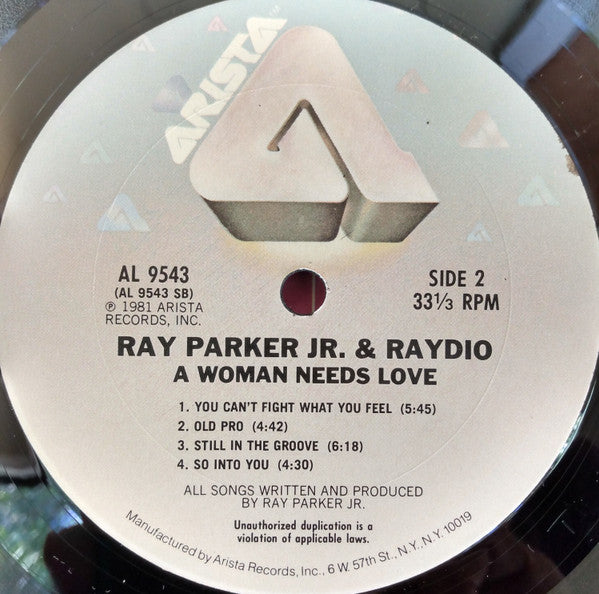 ARISTA™
AL 9543
(AL 9543 SB)
℗ 1981 ARISTA
RECORDS, INC.
SIDE 2
33⅓ RPM
RAY PARKER JR. & RAYDIO
A WOMAN NEEDS LOVE
1. YOU CAN'T FIGHT WHAT YOU FEEL (5:45)
2. OLD PRO (4:42)
3. STILL IN THE GROOVE (6:18)
4. SO INTO YOU (4:30)
ALL SONGS WRITTEN AND PRODUCED
BY RAY PARKER JR.
Unauthorized duplication is a
violation of applicable laws.
Manufactured by Arista Records, Inc., 6 W. 57th St., N.Y., N.Y. 10019